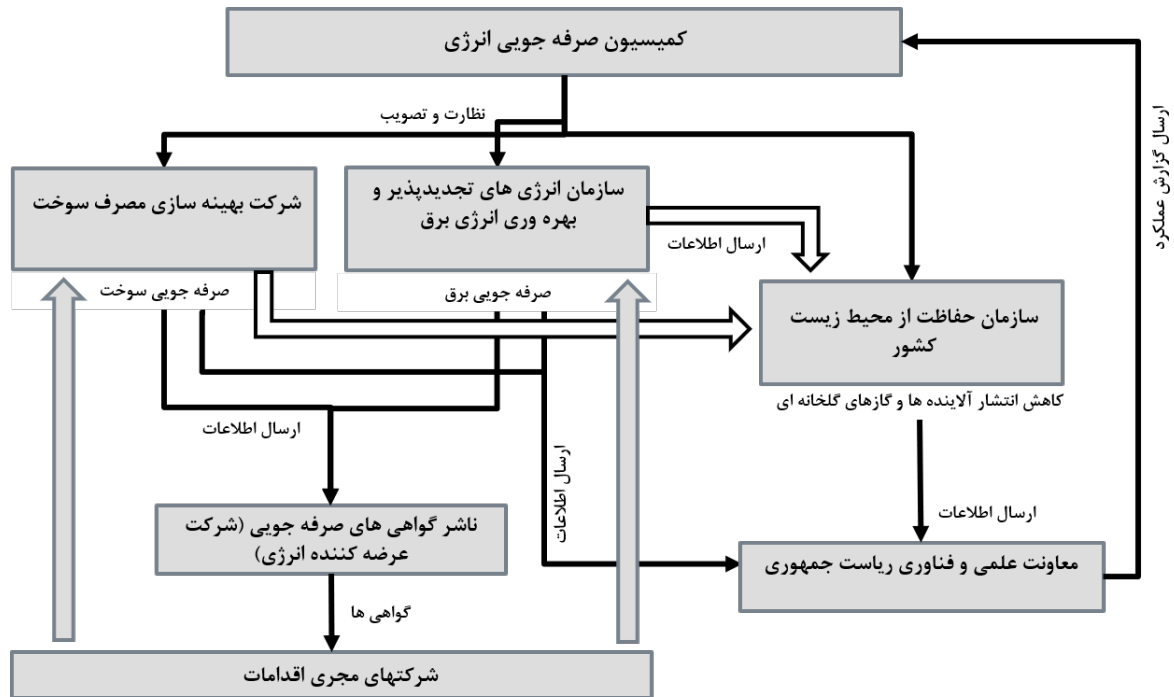 کمیسیون صرفه جویی انرژی
نظارت و تصویب
ارسال گزارش عملکرد
سازمان انرژی های تجدیدپذیر و
بهره وری انرژی برق
شرکت بهینه سازی مصرف سوخت
ارسال اطلاعات
صرفه جویی برق
صرفه جویی سوخت
سازمان حفاظت از محیط زیست
کشور
کاهش انتشار آلاینده ها و گازهای گلخانه ای
ارسال اطلاعات
ارسال اطلاعات
ارسال اطلاعات
ناشر گواهی های صرفه جویی (شرکت
عرضه کننده انرژی)
معاونت علمی و فناوری ریاست جمهوری
گواهی ها
شرکتهای مجری اقدامات